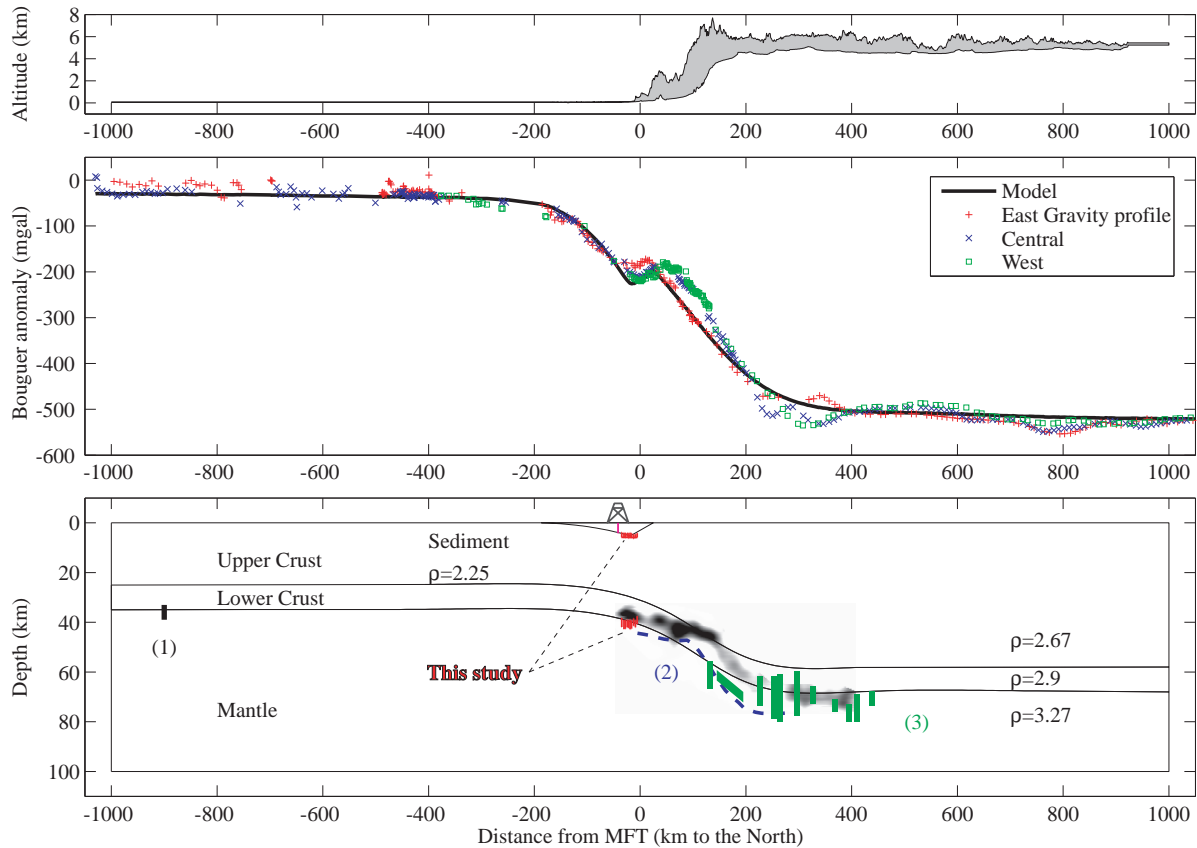 Altitude (km)
8
6
4
2
0
-1000 -800 -600 -400 -200 0 200 400 600 800 1000
Bouguer anomaly (mgal)
0
-100
-200
-300
-400
-500
-600
Model
East Gravity profile
Central
West
-1000 -800 -600 -400 -200 0 200 400 600 800 1000
Depth (km)
0
20
40
60
80
100
Sediment
Upper Crust
ρ=2.25
Lower Crust
(1)
This study
(2)
ρ=2.67
ρ=2.9
Mantle
(3)
ρ=3.27
-1000 -800 -600 -400 -200 0 200 400 600 800 1000
Distance from MFT (km to the North)